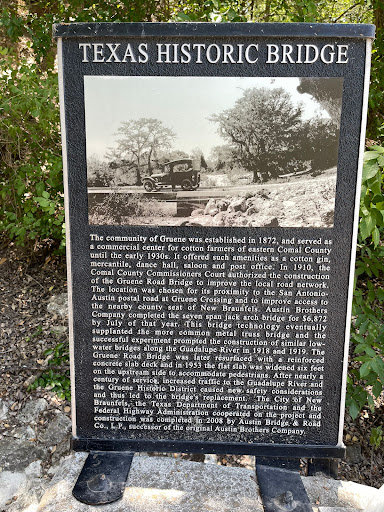 TEXAS HISTORIC BRIDGE
The community of Gruene was established in 1872, and served as
a commercial center for cotton farmers of eastern Comal County
until the early 1930s. It offered such amenities as a cotton gin,
mercantile, dance hall, saloon and post office. In 1910, the
Comal County Commissioners Court authorized the construction
of the Gruene Road Bridge to improve the local road network.
The location was chosen for its proximity to the San Antonio-
Austin postal road at Gruene Crossing and to improve access to
the nearby county seat of New Braunfels. Austin Brothers
Company completed the seven span jack arch bridge for $6,872
by July of that year. This bridge technology eventually
supplanted the more common metal truss bridge and the
successful experiment prompted the construction of similar low-
water bridges along the Guadalupe River in 1918 and 1919. The
Gruene Road Bridge was later resurfaced with a reinforced
concrete slab deck and in 1953 the flat slab was widened six feet
on the upstream side to accommodate pedestrians. After nearly a
century of service, increased traffic to the Guadalupe River and
the Gruene Historic District caused new safety considerations
and thus led to the bridge's replacement. The City of New
Braunfels, the Texas Department of Transportation and the
Federal Highway Administration cooperated on the project and
construction was completed in 2008 by Austin Bridge & Road
Co., L.P., successor of the original Austin Brothers Company.